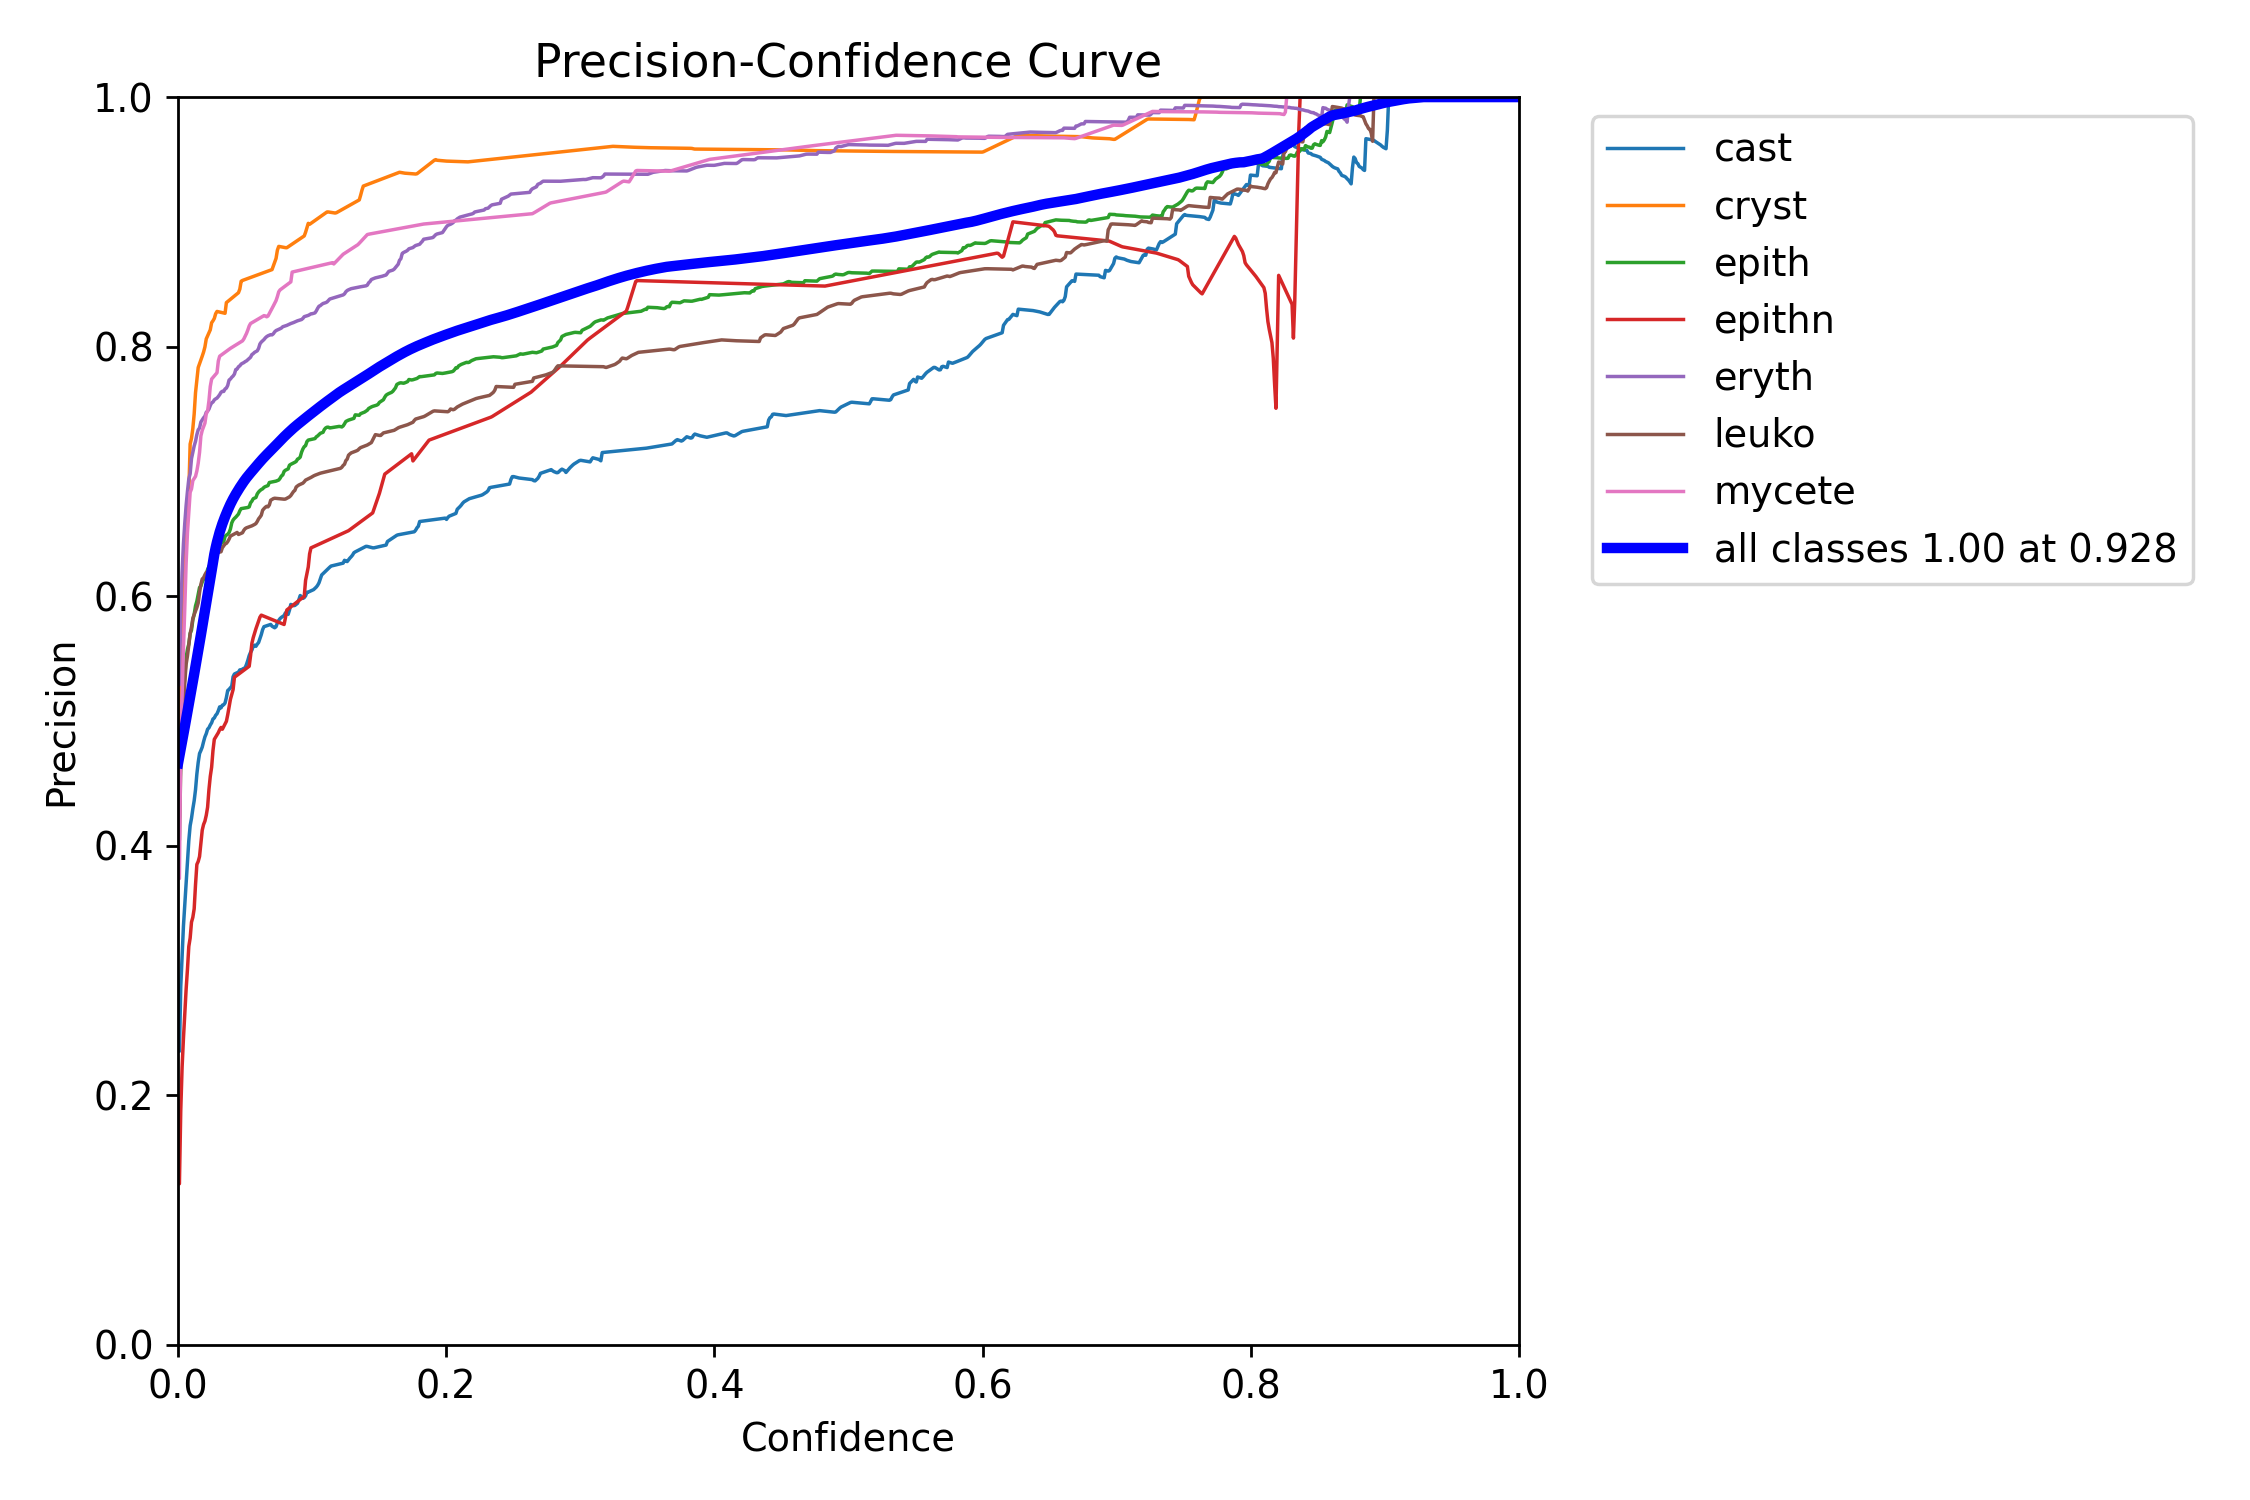 Precision-Confidence Curve
1.0
0.8
0.6
0.4
0.2
0.0
Precision
0.0 0.2 0.4 0.6 0.8 1.0
Confidence
cast
cryst
epith
epithn
eryth
leuko
mycete
all classes 1.00 at 0.928